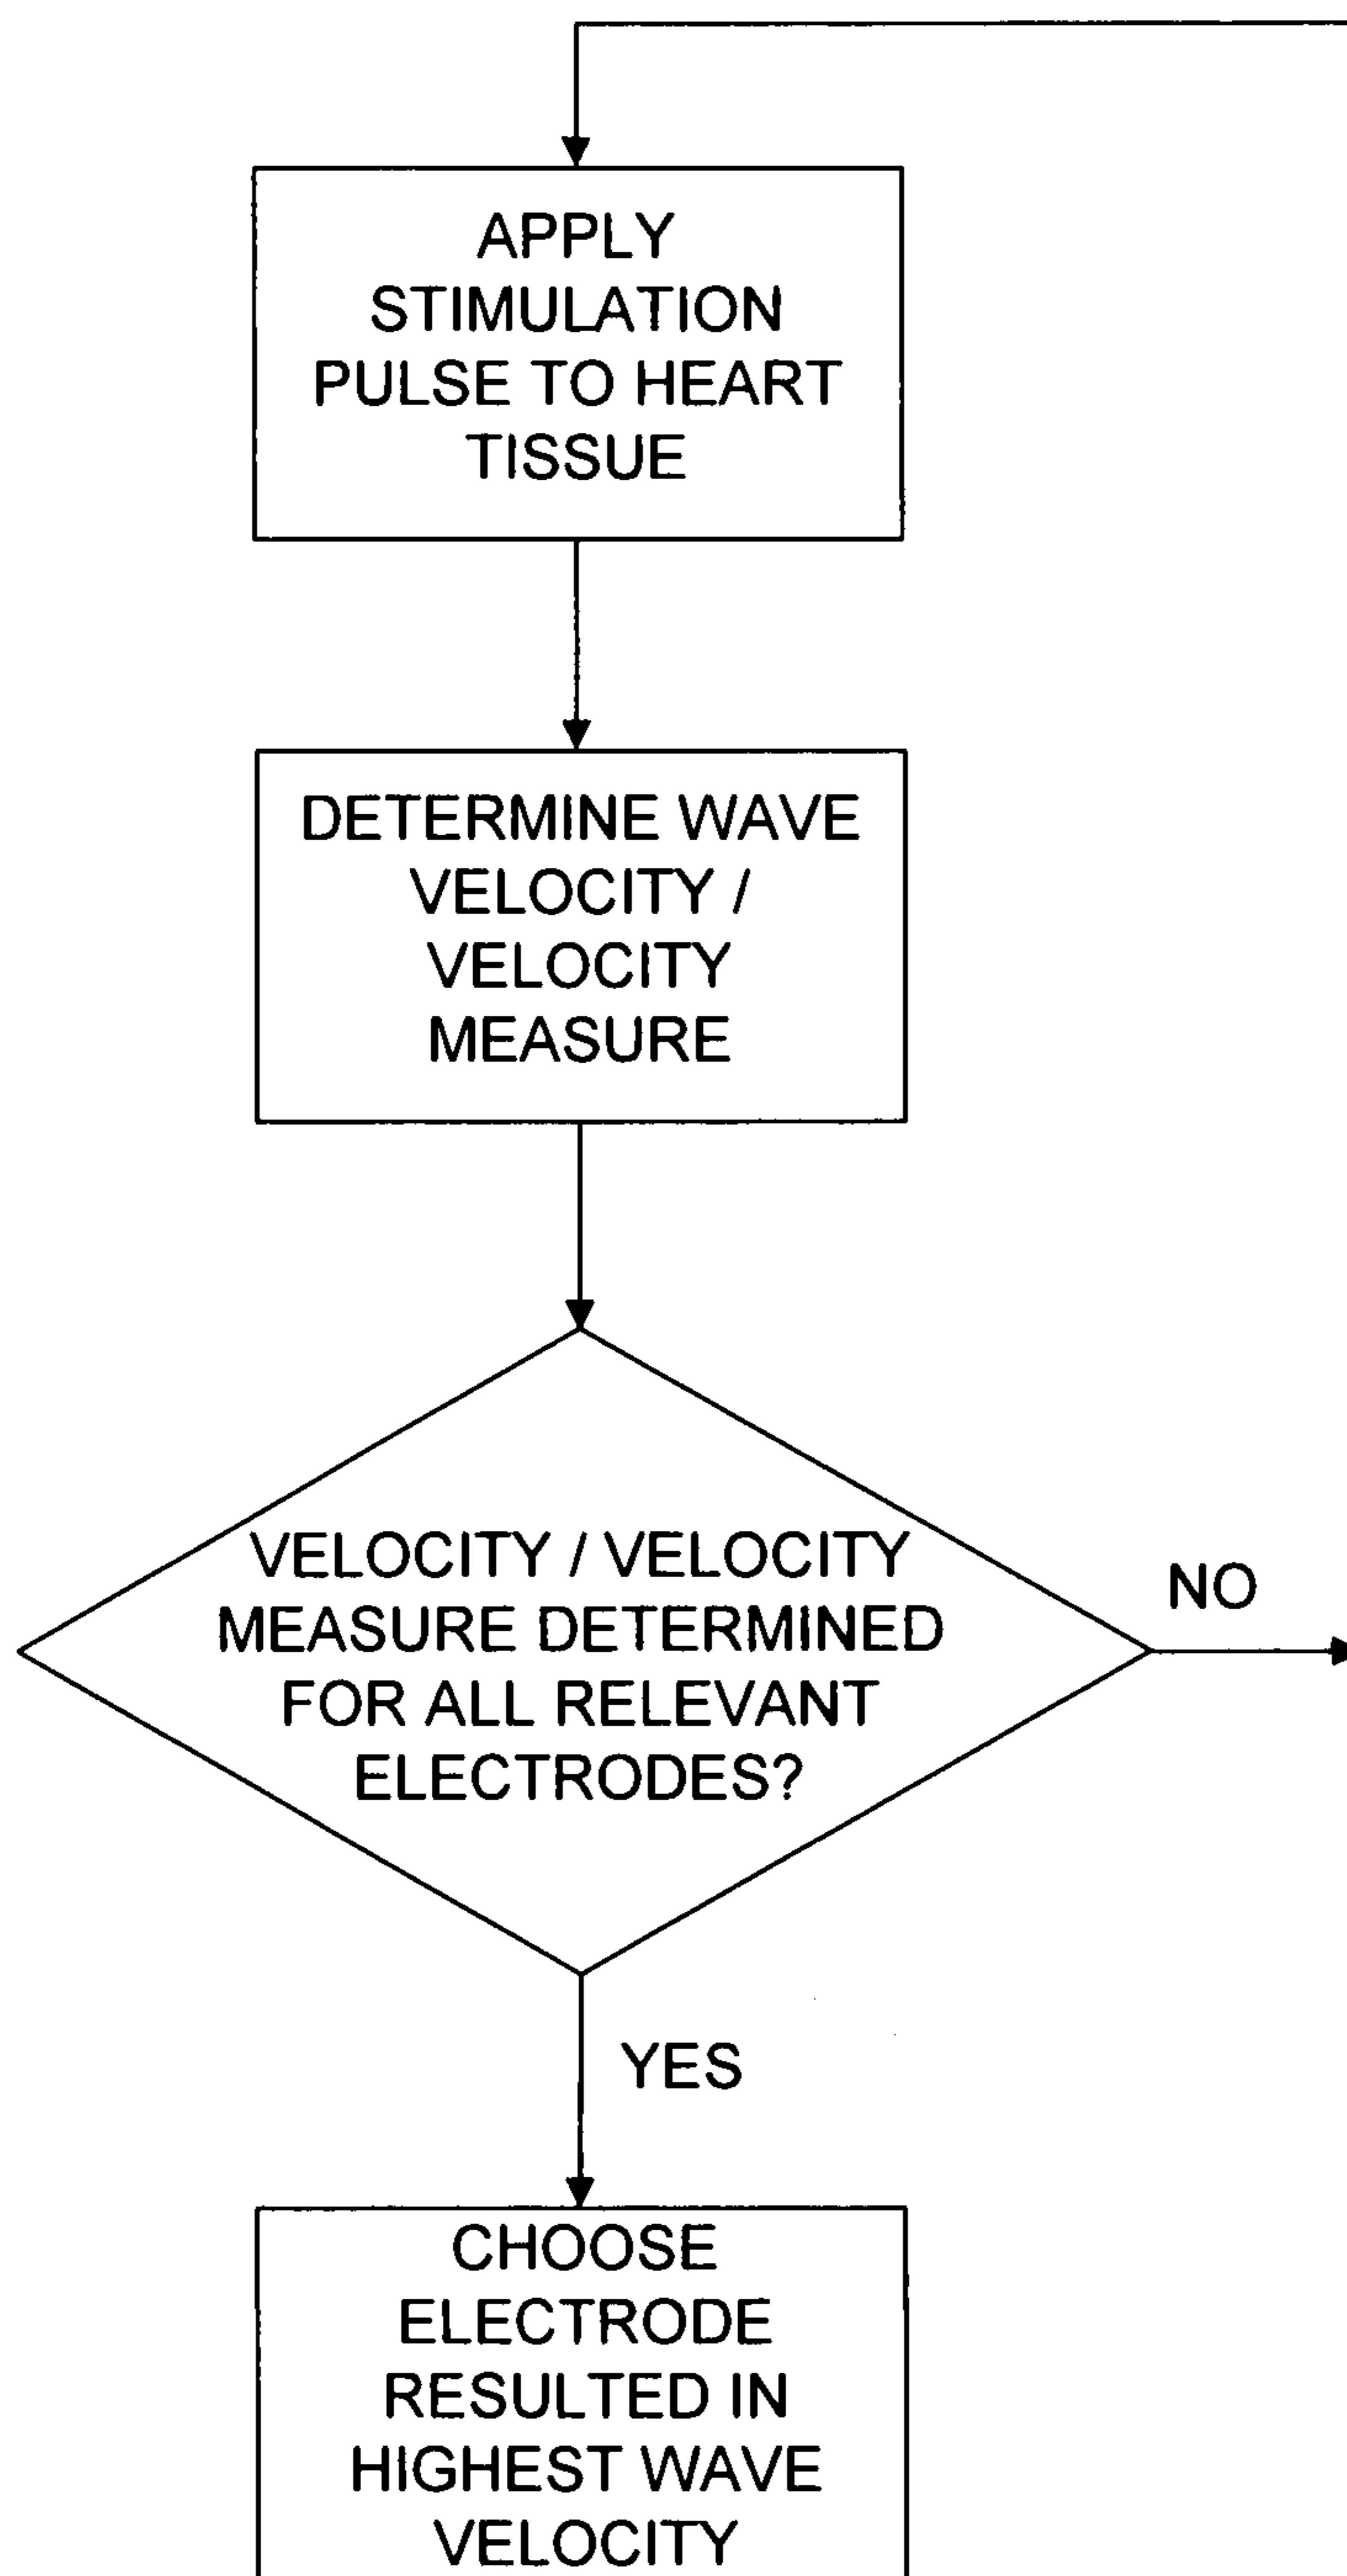 APPLY
STIMULATION
PULSE TO HEART
TISSUE
DETERMINE WAVE
VELOCITY /
VELOCITY
MEASURE
VELOCITY / VELOCITY
MEASURE DETERMINED
FOR ALL RELEVANT
ELECTRODES?
NO
YES
CHOOSE
ELECTRODE
RESULTED IN
HIGHEST WAVE
VELOCITY